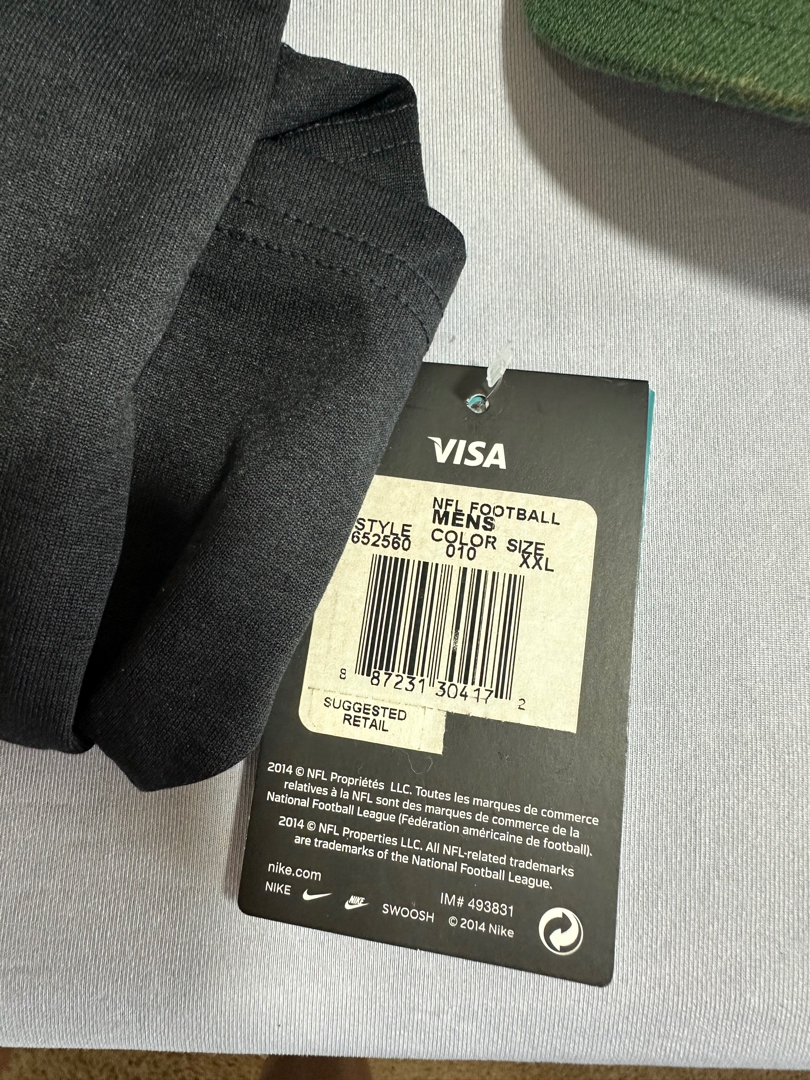 VISA
NFL FOOTBALL
MENS
STYLE COLOR SIZE
652560 010 XXL
8 87231 30417 2
SUGGESTED
RETAIL
2014 © NFL Propriétés LLC. Toutes les marques de commerce
relatives à la NFL sont des marques de commerce de la
National Football League (Fédération américaine de football).
2014 © NFL Properties LLC. All NFL-related trademarks
are trademarks of the National Football League.
nike.com
NIKE NIKE SWOOSH
IM# 493831
© 2014 Nike